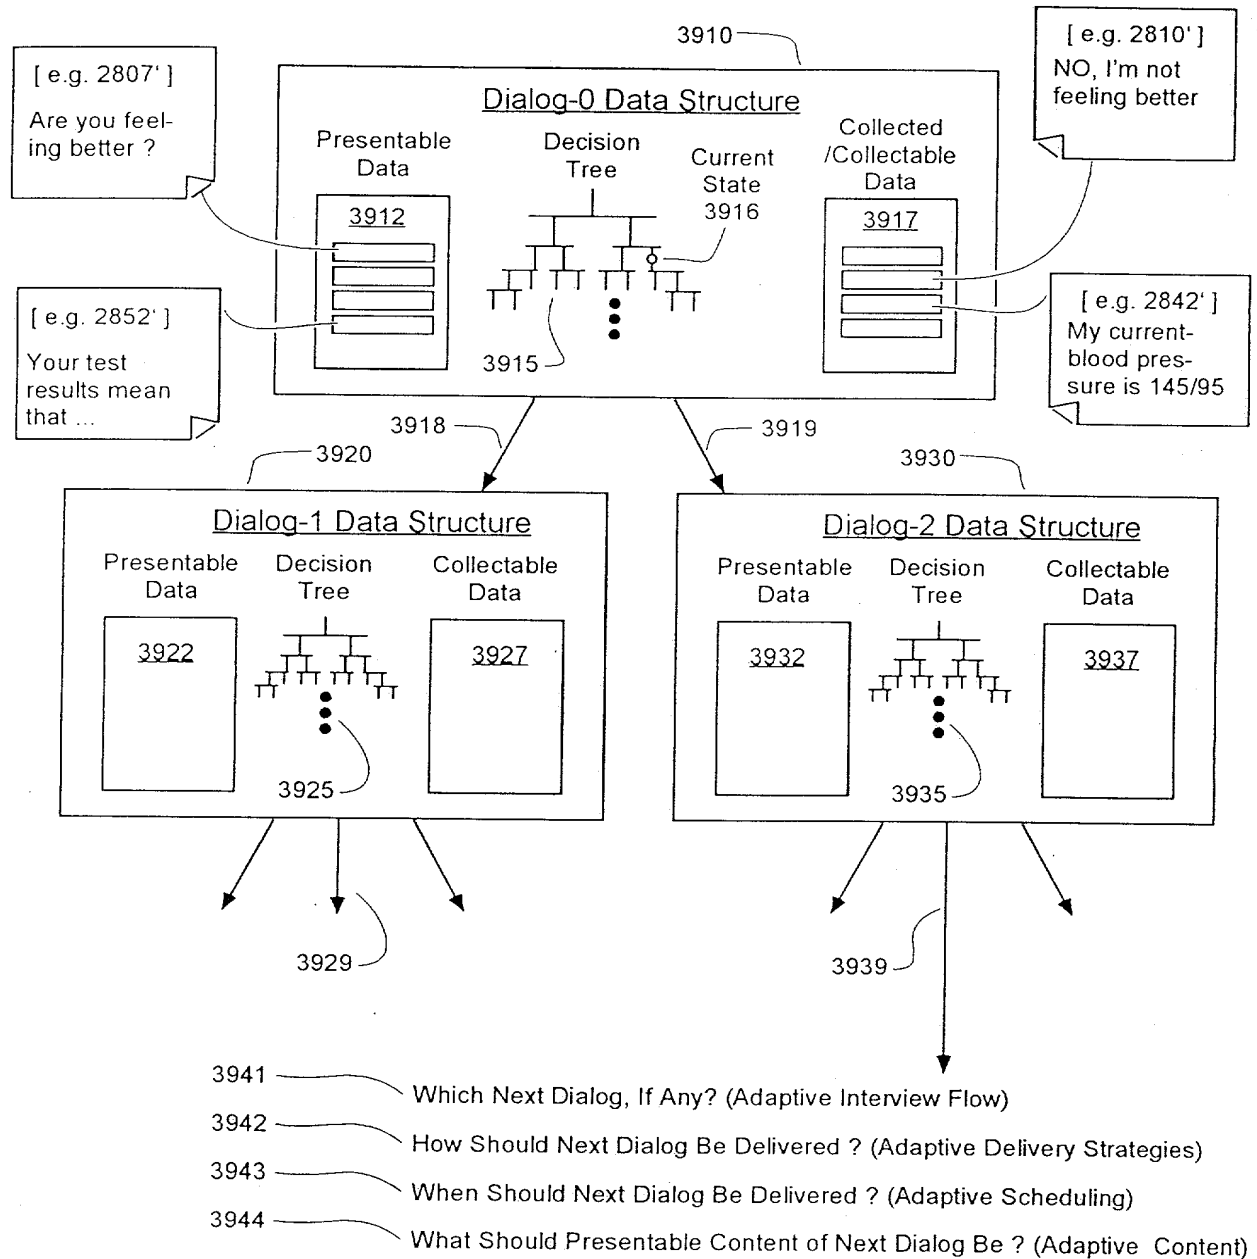 3910
[ e.g. 2807' ]
Are you feel-
ing better ?
[ e.g. 2810' ]
NO, I'm not
feeling better
Dialog-0 Data Structure
Presentable
Data
Decision
Tree
Current
State
3916
Collected
/Collectable
Data
3912
3917
3915
[ e.g. 2852' ]
Your test
results mean
that ...
[ e.g. 2842' ]
My current-
blood pres-
sure is 145/95
3918
3919
3920
3930
Dialog-1 Data Structure
Presentable
Data
Decision
Tree
Collectable
Data
3922
3927
3925
Dialog-2 Data Structure
Presentable
Data
Decision
Tree
Collectable
Data
3932
3937
3935
3929
3939
3941
Which Next Dialog, If Any? (Adaptive Interview Flow)
3942
How Should Next Dialog Be Delivered ? (Adaptive Delivery Strategies)
3943
When Should Next Dialog Be Delivered ? (Adaptive Scheduling)
3944
What Should Presentable Content of Next Dialog Be ? (Adaptive Content)